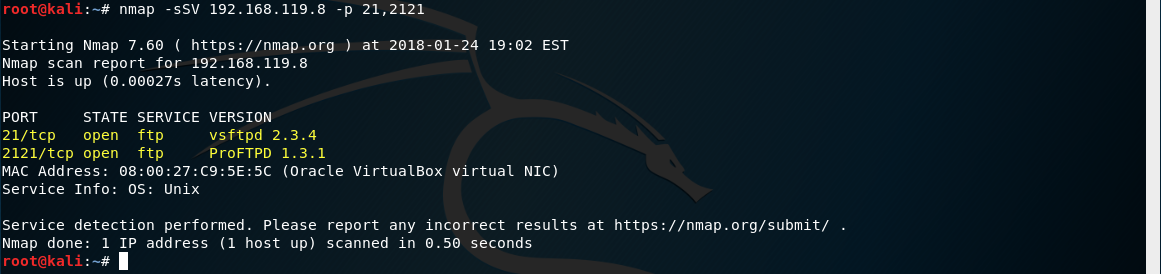 root@kali:~# nmap -sSV 192.168.119.8 -p 21,2121
Starting Nmap 7.60 ( https://nmap.org ) at 2018-01-24 19:02 EST
Nmap scan report for 192.168.119.8
Host is up (0.00027s latency).
PORT     STATE SERVICE VERSION
21/tcp   open  ftp     vsftpd 2.3.4
2121/tcp open  ftp     ProFTPD 1.3.1
MAC Address: 08:00:27:C9:5E:5C (Oracle VirtualBox virtual NIC)
Service Info: OS: Unix
Service detection performed. Please report any incorrect results at https://nmap.org/submit/ .
Nmap done: 1 IP address (1 host up) scanned in 0.50 seconds
root@kali:~#